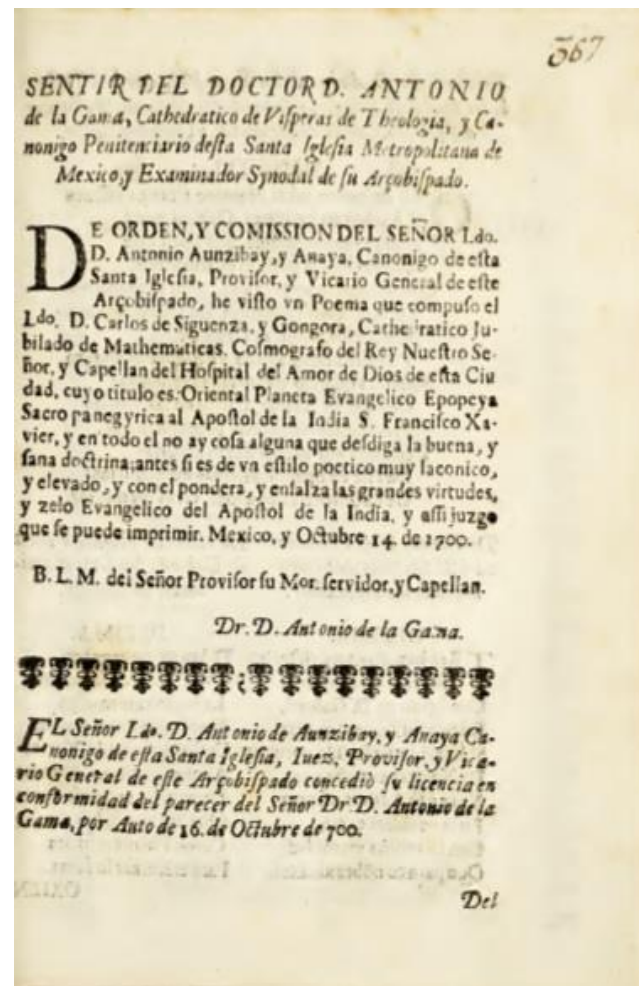 367
SENTIR DEL DOCTOR D. ANTONIO
de la Gama, Cathedratico de Visperas de Theologia, y Ca-
nonigo Penitenciario desta Santa Iglesia Metropolitana de
Mexico, y Examinador Synodal de su Arçobispado.
DE ORDEN, Y COMISSION DEL SEÑOR Ldo.
D. Antonio Aunzibay, y Anaya, Canonigo de esta
Santa Iglesia, Provisor, y Vicario General de este
Arçobispado, he visto vn Poema que compuso el
Ldo. D. Carlos de Siguenza, y Gongora, Cathedratico Ju-
bilado de Mathematicas. Cosmografo del Rey Nuestro Se-
ñor, y Capellan del Hospital del Amor de Dios de esta Ciu
dad, cuyo titulo es: Oriental Planeta Evangelico Epopeya
Sacro panegyrica al Apostol de la India S. Francisco Xa-
vier, y en todo el no ay cosa alguna que desdiga la buena, y
sana doctrina; antes si es de vn estilo poetico muy laconico,
y elevado, y con el pondera, y ensalza las grandes virtudes,
y zelo Evangelico del Apostol de la India, y assi juzgo
que se puede imprimir. Mexico, y Octubre 14. de 1700.
B. L. M. del Señor Provisor su Mor. servidor, y Capellan.
Dr. D. Antonio de la Gama.
EL Señor Ldo. D. Antonio de Aunzibay, y Anaya Ca-
nonigo de esta Santa Iglesia, Iuez, Provisor, y Vica-
rio General de este Arçobispado concediò su licencia en
conformidad del parecer del Señor Dr D. Antonio de la
Gama, por Auto de 16. de Octubre de 700.
Del